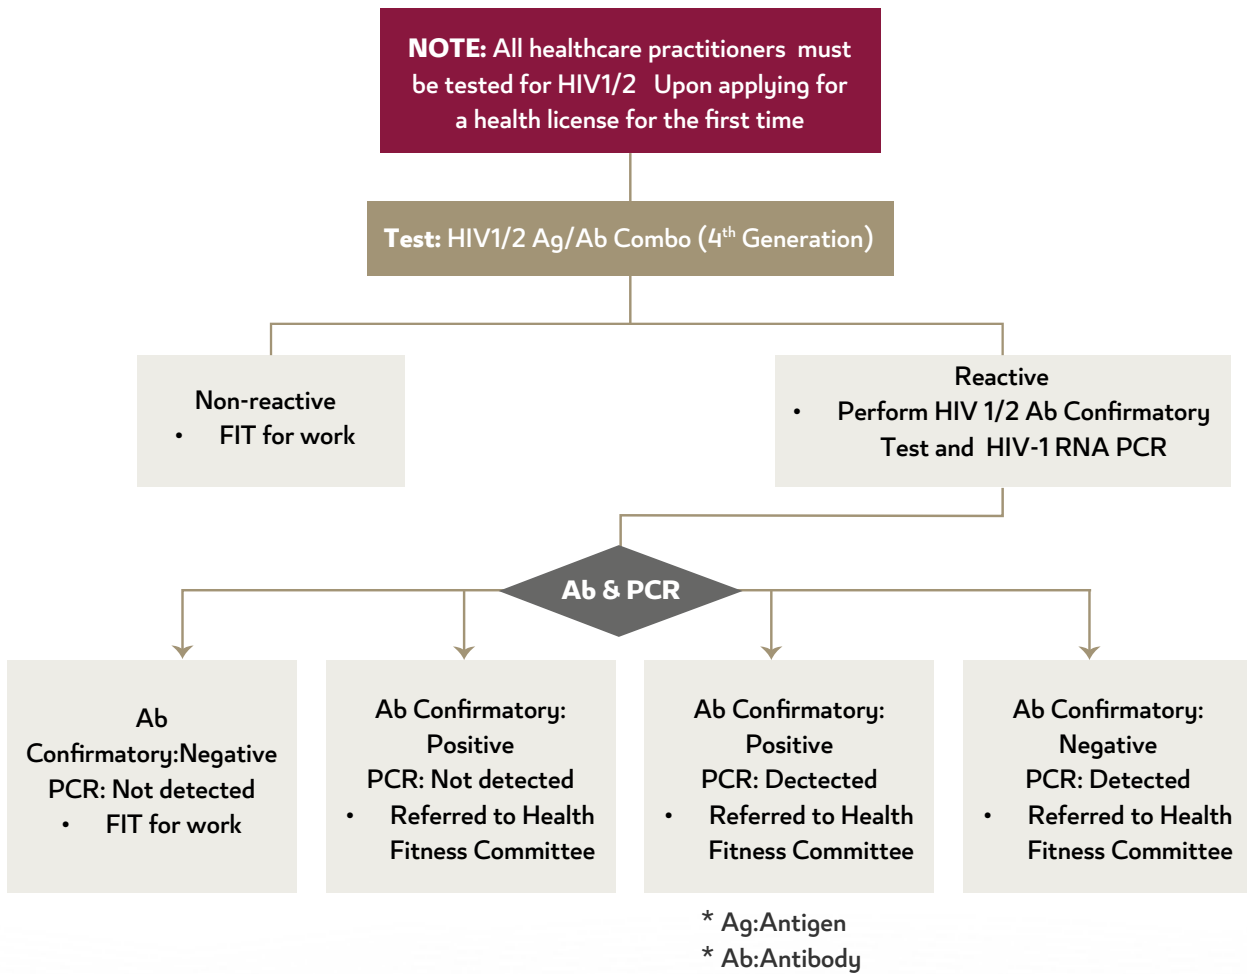 NOTE: All healthcare practitioners must
be tested for HIV1/2 Upon applying for
a health license for the first time
Test: HIV1/2 Ag/Ab Combo (4th Generation)
Non-reactive
• FIT for work
Reactive
• Perform HIV 1/2 Ab Confirmatory
Test and HIV-1 RNA PCR
Ab & PCR
Ab
Confirmatory:Negative
PCR: Not detected
• FIT for work
Ab Confirmatory:
Positive
PCR: Not detected
• Referred to Health
Fitness Committee
Ab Confirmatory:
Positive
PCR: Dectected
• Referred to Health
Fitness Committee
Ab Confirmatory:
Negative
PCR: Detected
• Referred to Health
Fitness Committee
* Ag:Antigen
* Ab:Antibody